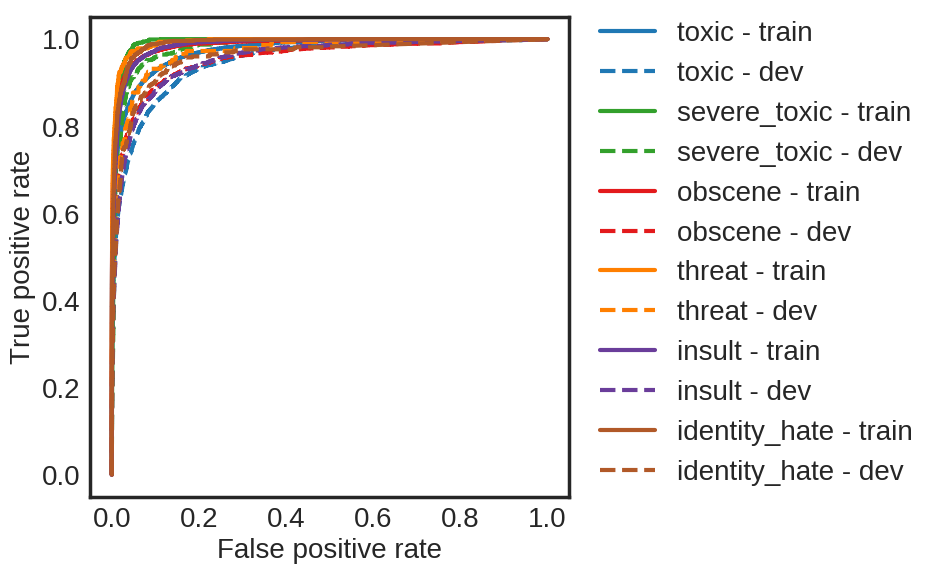 True positive rate
1.0
0.8
0.6
0.4
0.2
0.0
0.0 0.2 0.4 0.6 0.8 1.0
False positive rate
toxic - train
toxic - dev
severe_toxic - train
severe_toxic - dev
obscene - train
obscene - dev
threat - train
threat - dev
insult - train
insult - dev
identity_hate - train
identity_hate - dev